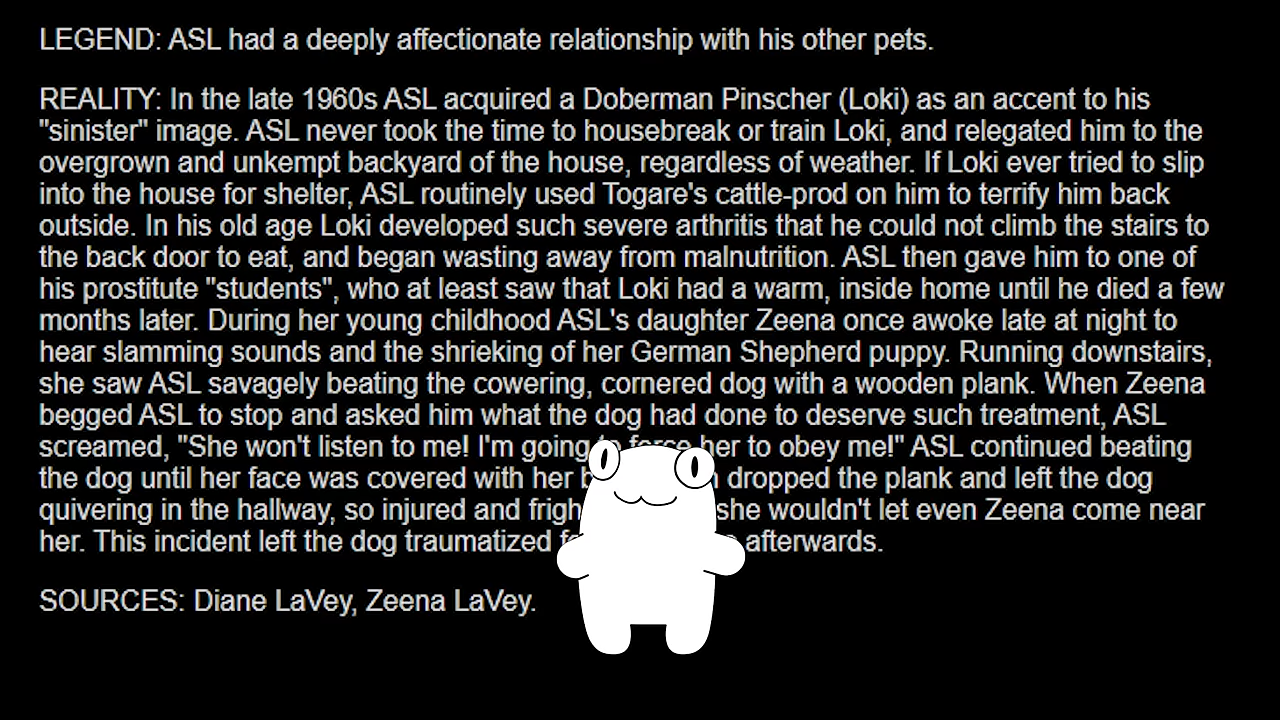 LEGEND: ASL had a deeply affectionate relationship with his other pets.
REALITY: In the late 1960s ASL acquired a Doberman Pinscher (Loki) as an accent to his
"sinister" image. ASL never took the time to housebreak or train Loki, and relegated him to the
overgrown and unkempt backyard of the house, regardless of weather. If Loki ever tried to slip
into the house for shelter, ASL routinely used Togare's cattle-prod on him to terrify him back
outside. In his old age Loki developed such severe arthritis that he could not climb the stairs to
the back door to eat, and began wasting away from malnutrition. ASL then gave him to one of
his prostitute "students", who at least saw that Loki had a warm, inside home until he died a few
months later. During her young childhood ASL's daughter Zeena once awoke late at night to
hear slamming sounds and the shrieking of her German Shepherd puppy. Running downstairs,
she saw ASL savagely beating the cowering, cornered dog with a wooden plank. When Zeena
begged ASL to stop and asked him what the dog had done to deserve such treatment, ASL
screamed, "She won't listen to me! I'm going to force her to obey me!" ASL continued beating
the dog until her face was covered with her dropped the plank and left the dog
quivering in the hallway, so injured and she wouldn't let even Zeena come near
her. This incident left the dog traumatized afterwards.
SOURCES: Diane LaVey, Zeena LaVey.